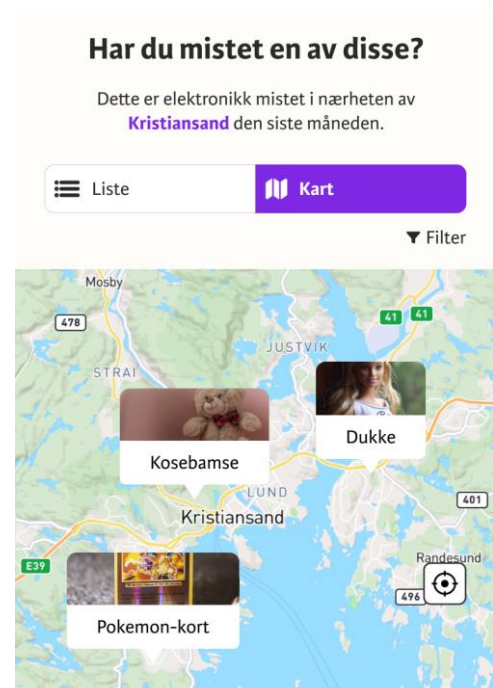 Har du mistet en av disse?
Dette er elektronikk mistet i nærheten av
Kristiansand den siste måneden.
Liste
Kart
Filter
Mosby
478
41
41
JUSTVIK
STRAI
Dukke
Kosebamse
LUND
401
Kristiansand
E39
Randesund
496
Pokemon-kort